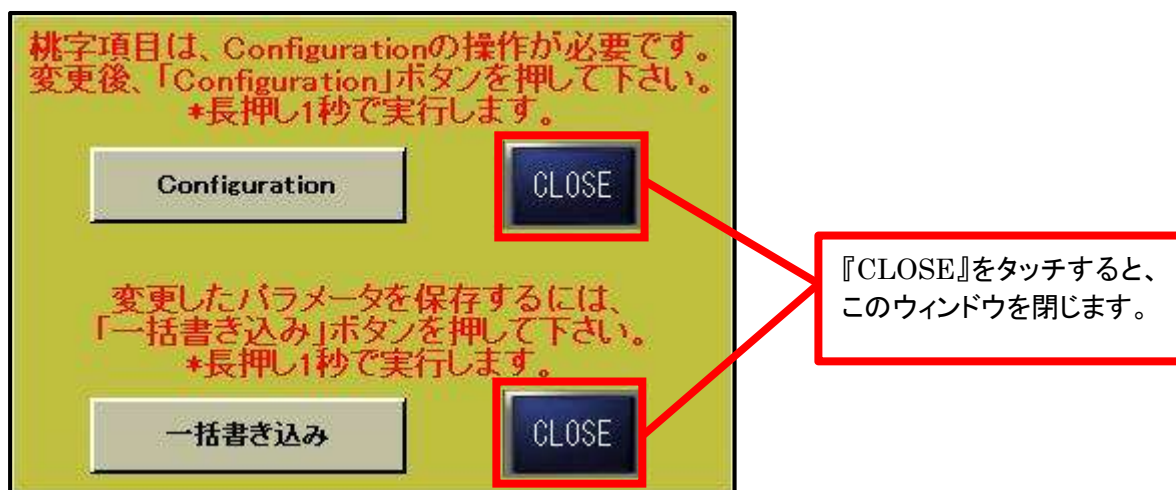 桃字項目は、Configurationの操作が必要です。
変更後、「Configuration」ボタンを押して下さい。
*長押し1秒で実行します。
Configuration
CLOSE
変更したパラメータを保存するには、
「一括書き込み」ボタンを押して下さい。
*長押し1秒で実行します。
一括書き込み
CLOSE
『CLOSE』をタッチすると、
このウィンドウを閉じます。